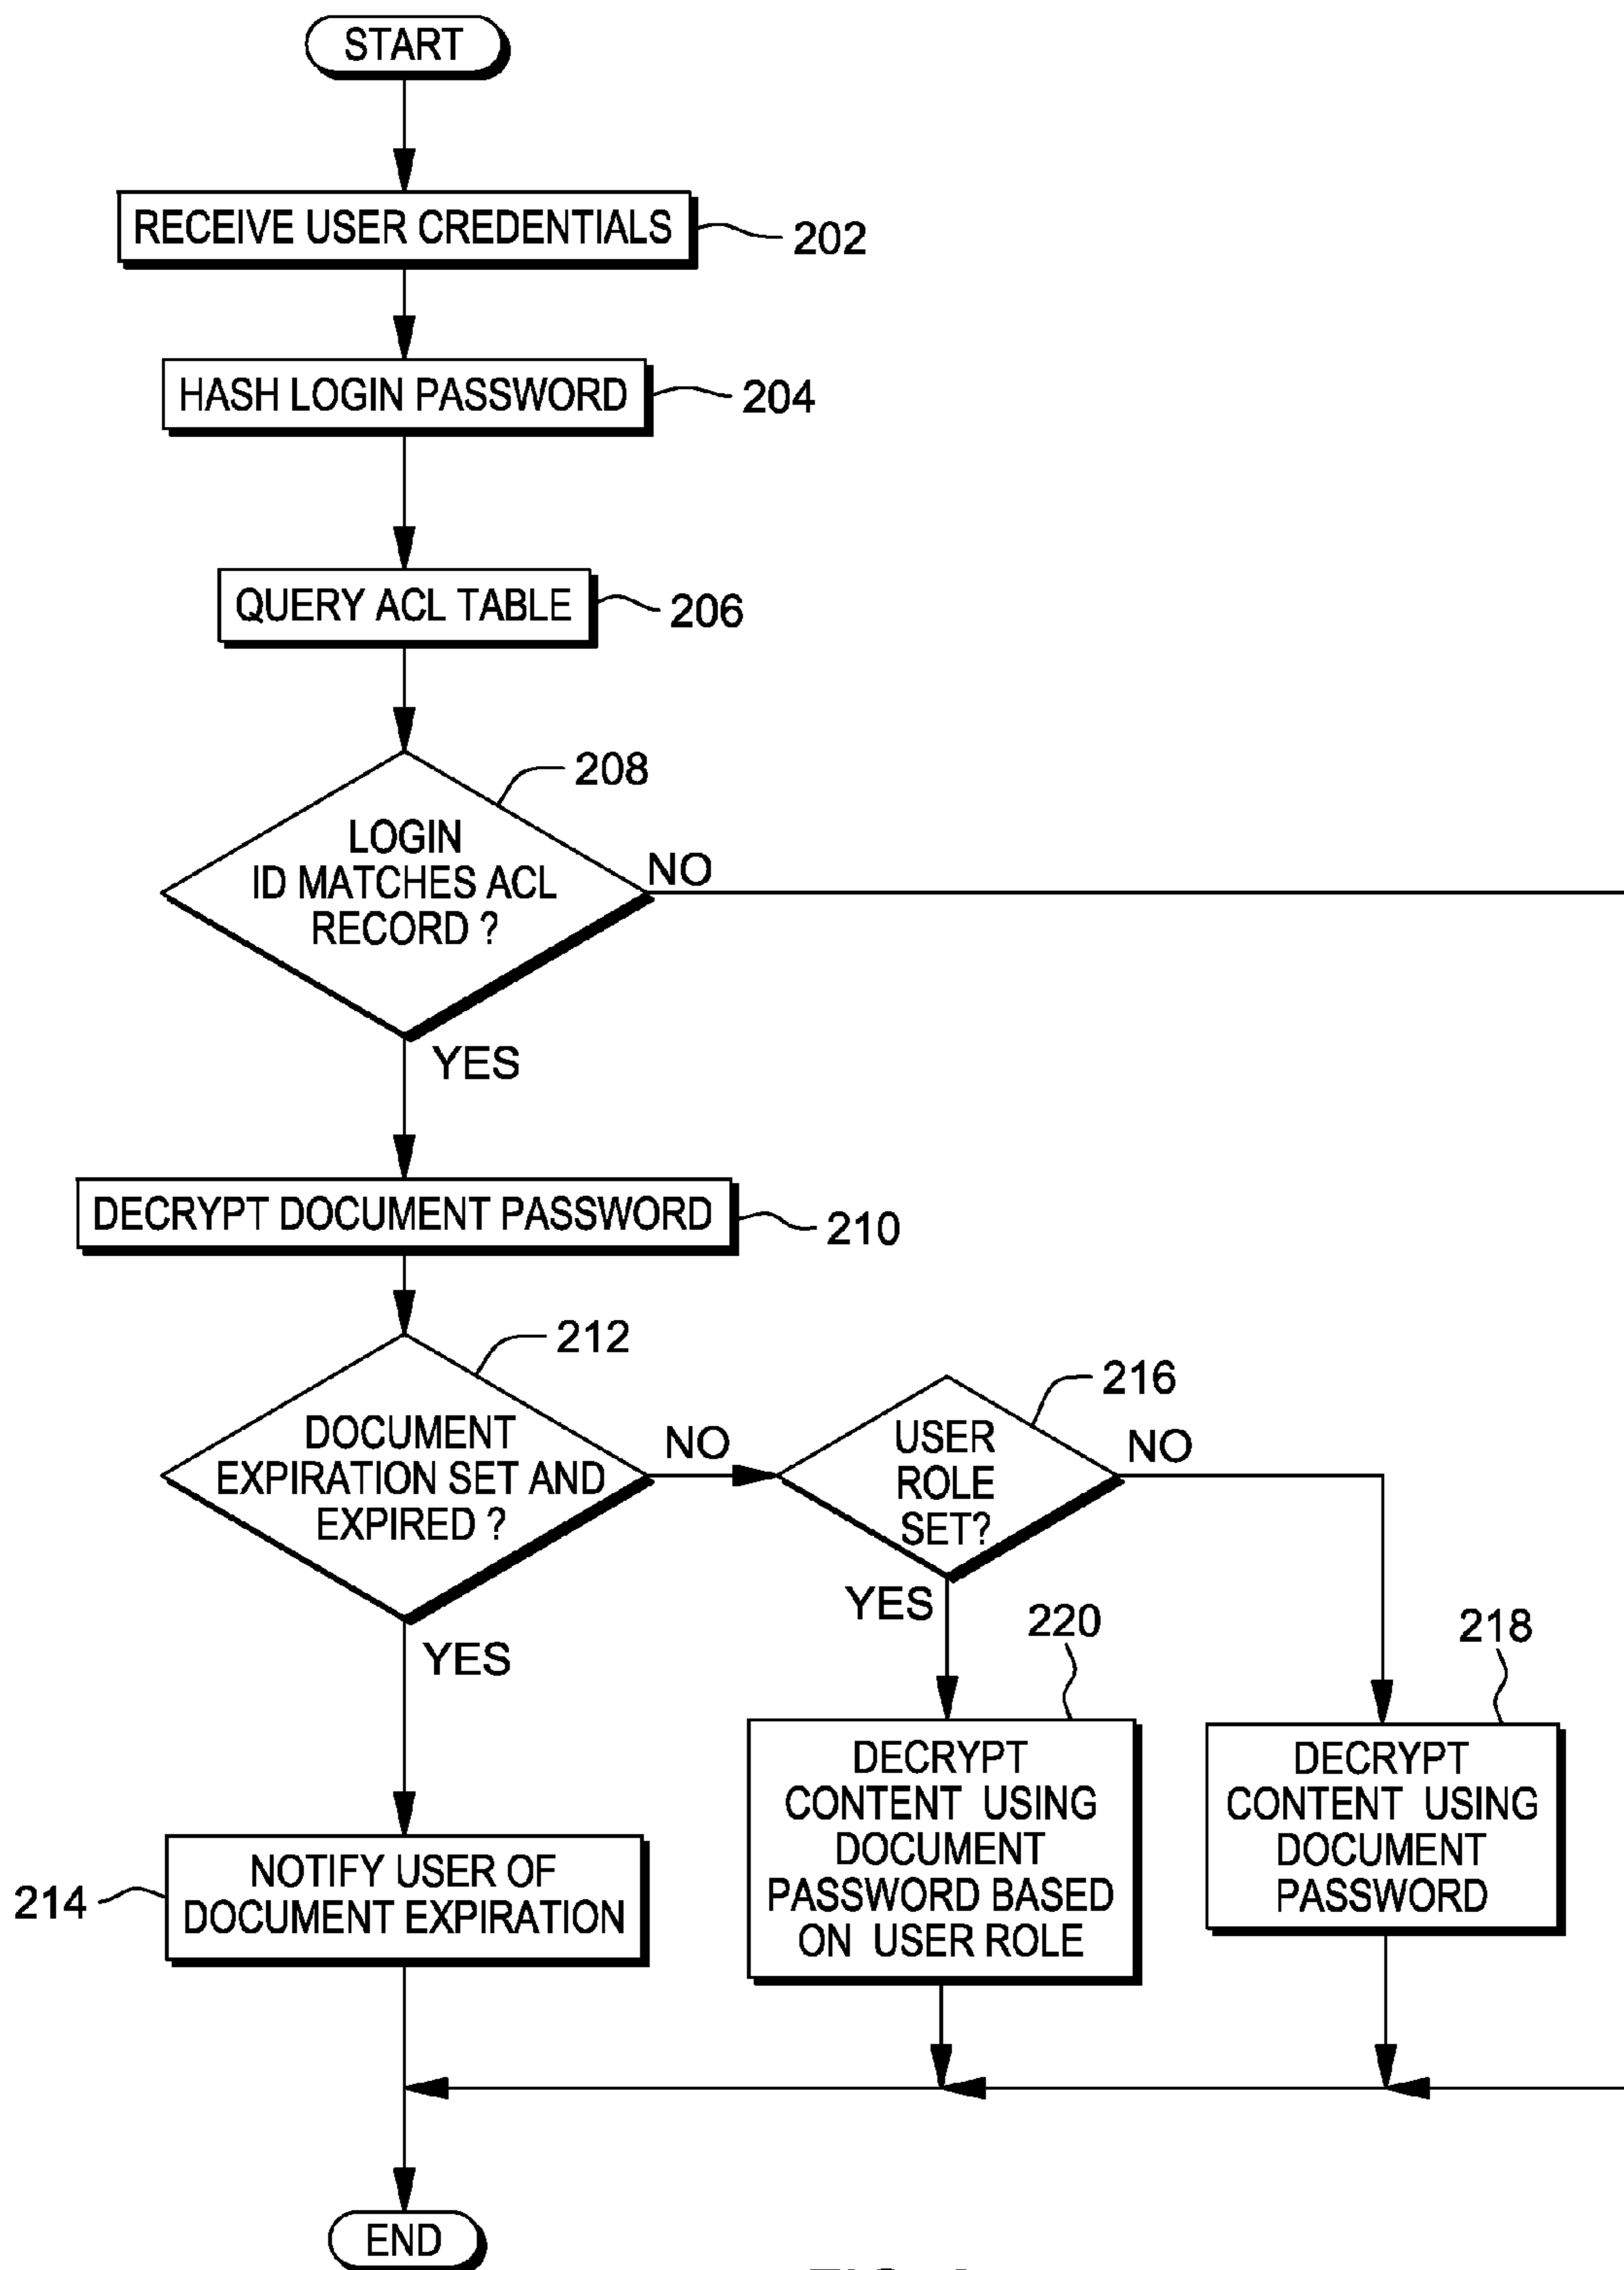 START
RECEIVE USER CREDENTIALS
202
HASH LOGIN PASSWORD
204
QUERY ACL TABLE
206
208
LOGIN
ID MATCHES ACL
RECORD ?
NO
YES
DECRYPT DOCUMENT PASSWORD
210
212
DOCUMENT
EXPIRATION SET AND
EXPIRED ?
NO
216
USER
ROLE
SET?
NO
YES
YES
220
218
DECRYPT
CONTENT USING
DOCUMENT
PASSWORD BASED
ON USER ROLE
DECRYPT
CONTENT USING
DOCUMENT
PASSWORD
214
NOTIFY USER OF
DOCUMENT EXPIRATION
END